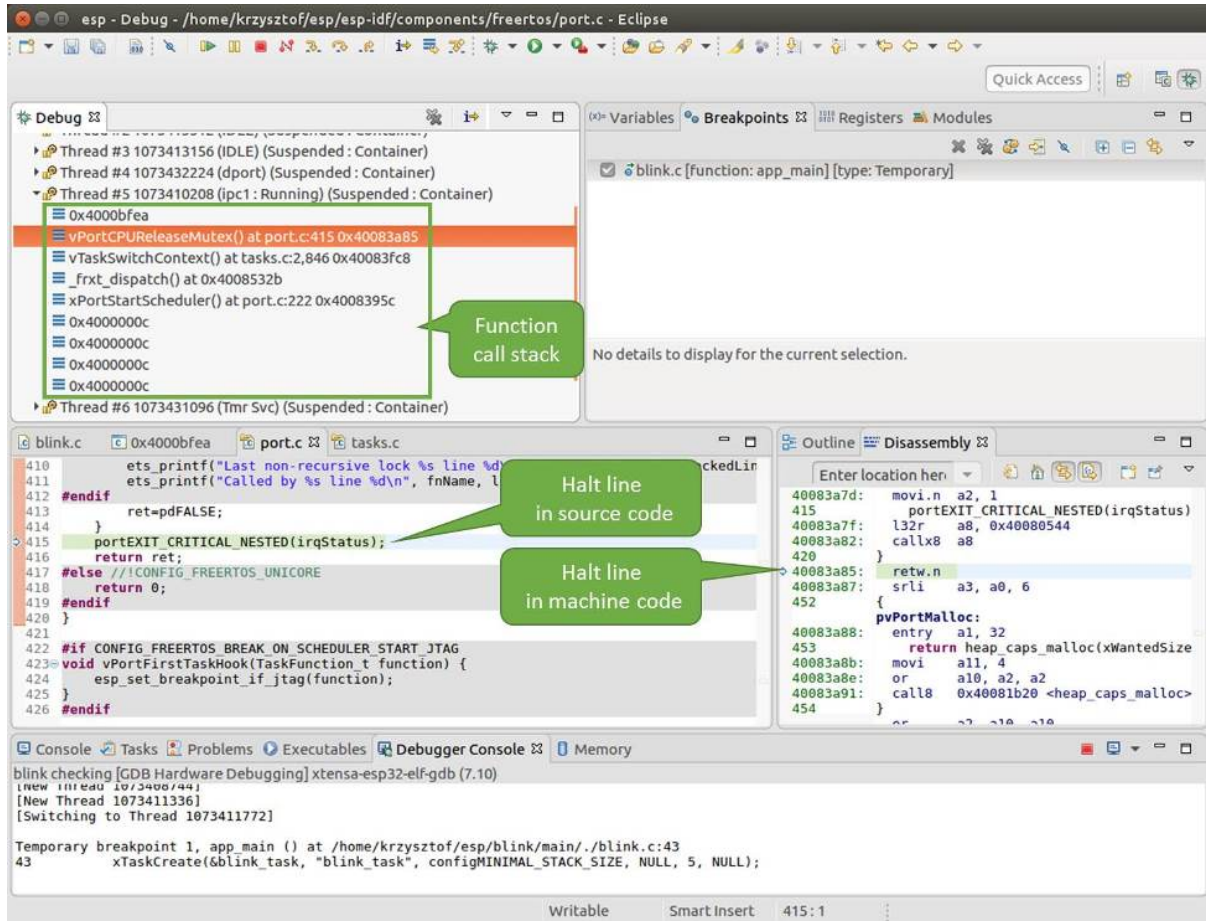 esp - Debug - /home/krzysztof/esp/esp-idf/components/freertos/port.c - Eclipse
Quick Access
Debug
Thread #3 1073413156 (IDLE) (Suspended : Container)
Thread #4 1073432224 (dport) (Suspended : Container)
Thread #5 1073410208 (ipc1 : Running) (Suspended : Container)
0x4000bfea
vPortCPUReleaseMutex() at port.c:415 0x40083a85
vTaskSwitchContext() at tasks.c:2,846 0x40083fc8
_frxt_dispatch() at 0x4008532b
xPortStartScheduler() at port.c:222 0x4008395c
0x4000000c
0x4000000c
0x4000000c
0x4000000c
Thread #6 1073431096 (Tmr Svc) (Suspended : Container)
Function
call stack
(x)= Variables Breakpoints Registers Modules
blink.c [function: app_main] [type: Temporary]
No details to display for the current selection.
blink.c 0x4000bfea port.c tasks.c
410 ets_printf("Last non-recursive lock %s line %d\ ckedLin
411 ets_printf("Called by %s line %d\n", fnName, l
412 #endif
413 ret=pdFALSE;
414 }
415 portEXIT_CRITICAL_NESTED(irqStatus);
416 return ret;
417 #else //!CONFIG_FREERTOS_UNICORE
418 return 0;
419 #endif
420 }
421
422 #if CONFIG_FREERTOS_BREAK_ON_SCHEDULER_START_JTAG
423 void vPortFirstTaskHook(TaskFunction_t function) {
424 esp_set_breakpoint_if_jtag(function);
425 }
426 #endif
Halt line
in source code
Halt line
in machine code
Outline Disassembly
Enter location her
40083a7d: movi.n a2, 1
415 portEXIT_CRITICAL_NESTED(irqStatus)
40083a7f: l32r a8, 0x40080544
40083a82: callx8 a8
420 }
40083a85: retw.n
40083a87: srli a3, a0, 6
452 {
pvPortMalloc:
40083a88: entry a1, 32
453 return heap_caps_malloc(xWantedSize
40083a8b: movi a11, 4
40083a8e: or a10, a2, a2
40083a91: call8 0x40081b20 <heap_caps_malloc>
454 }
Console Tasks Problems Executables Debugger Console Memory
blink checking [GDB Hardware Debugging] xtensa-esp32-elf-gdb (7.10)
[New Thread 1073408744]
[New Thread 1073411336]
[Switching to Thread 1073411772]
Temporary breakpoint 1, app_main () at /home/krzysztof/esp/blink/main/./blink.c:43
43 xTaskCreate(&blink_task, "blink_task", configMINIMAL_STACK_SIZE, NULL, 5, NULL);
Writable Smart Insert 415 : 1